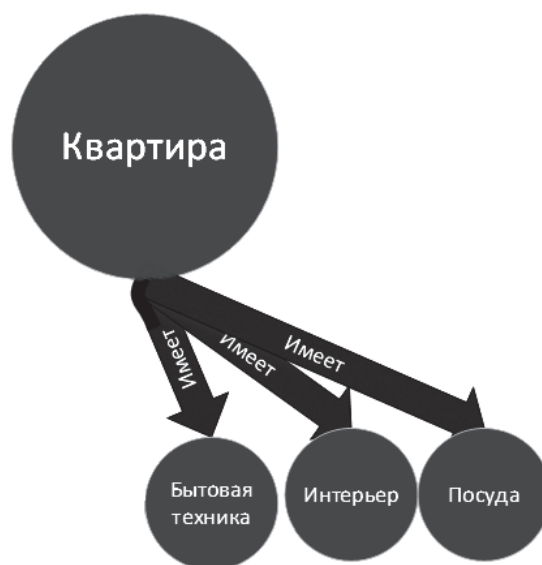 Квартира
Имеет
Имеет
Имеет
Бытовая
техника
Интерьер
Посуда